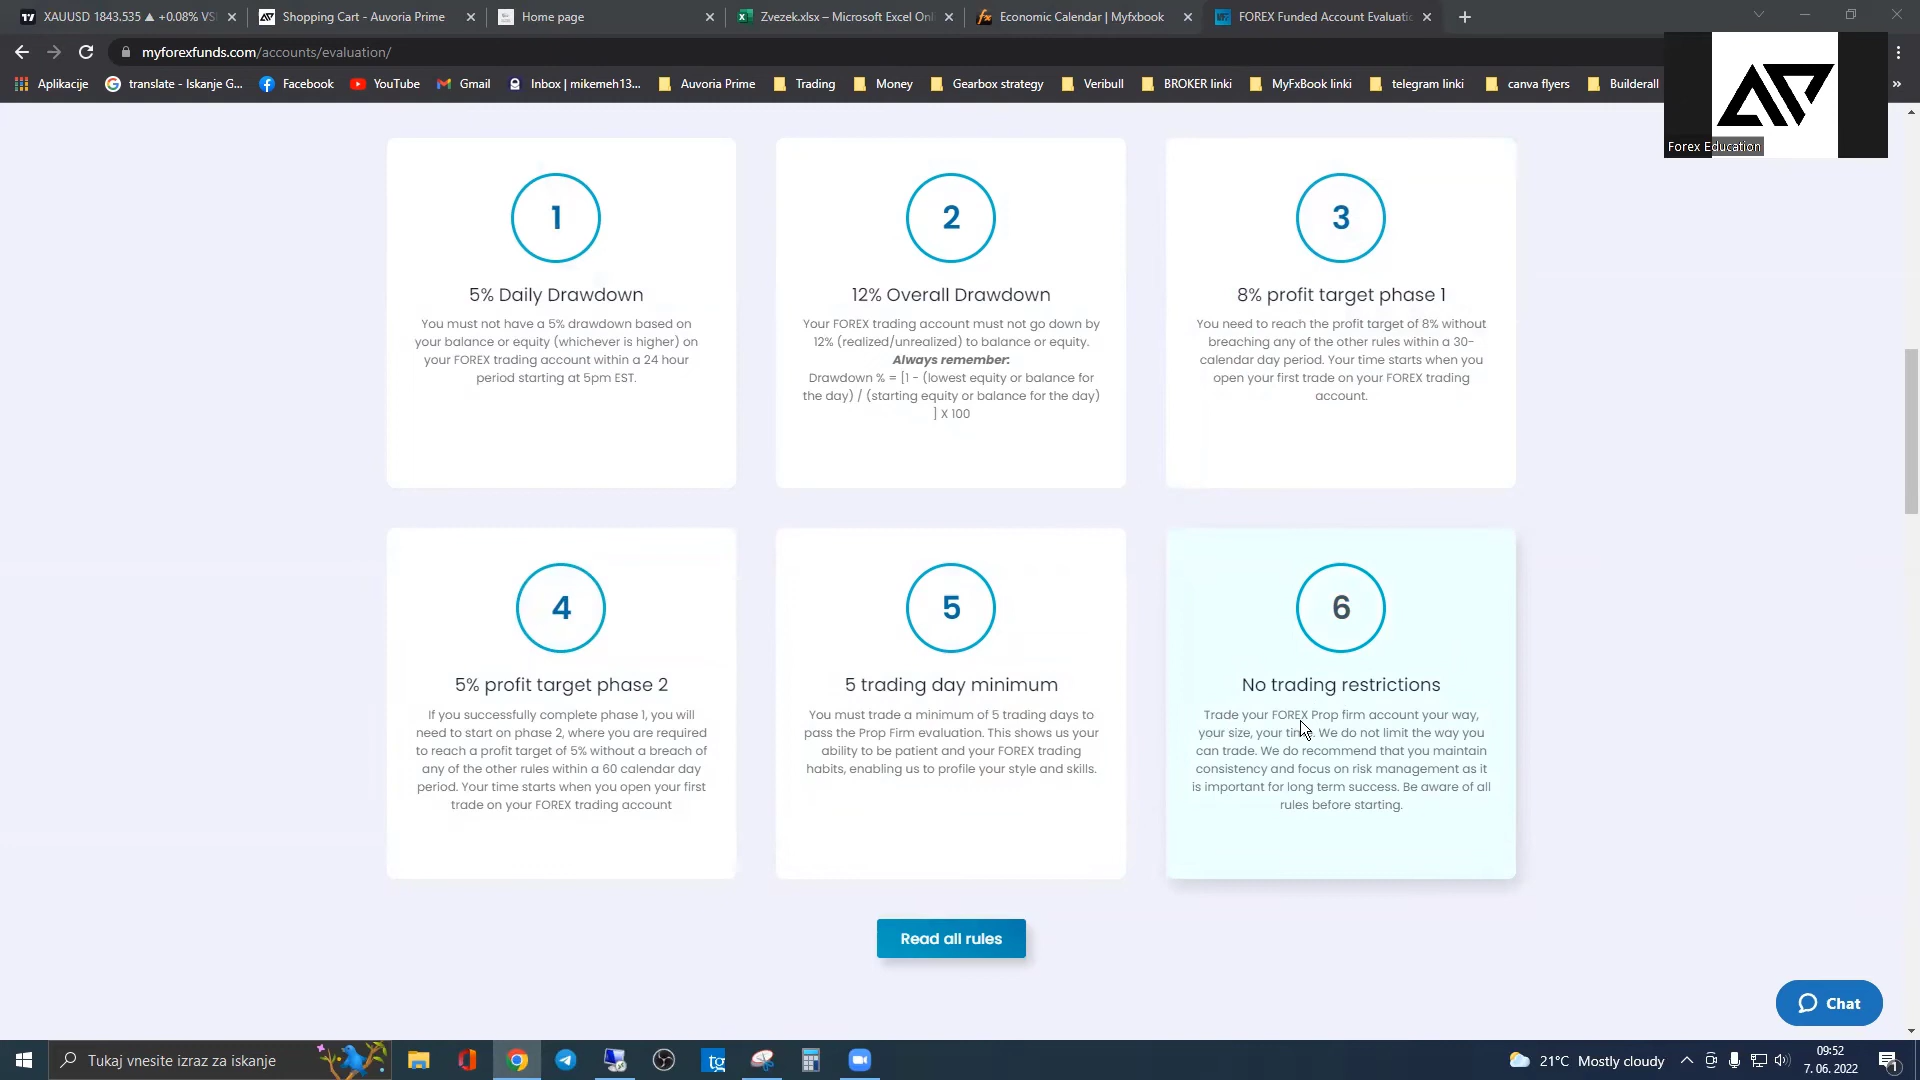 XAUUSD 1843.535 ▲ +0.08% VS
Shopping Cart - Auvoria Prime
Home page
Zvezek.xlsx – Microsoft Excel Onl
Economic Calendar | Myfxbook
FOREX Funded Account Evaluatio
myforexfunds.com/accounts/evaluation/
Aplikacije
translate - Iskanje G...
Facebook
YouTube
Gmail
Inbox | mikemeh13...
Auvoria Prime
Trading
Money
Gearbox strategy
Veribull
BROKER linki
MyFxBook linki
telegram linki
canva flyers
Builderall
Forex Education
1
5% Daily Drawdown
You must not have a 5% drawdown based on
your balance or equity (whichever is higher) on
your FOREX trading account within a 24 hour
period starting at 5pm EST.
2
12% Overall Drawdown
Your FOREX trading account must not go down by
12% (realized/unrealized) to balance or equity.
Always remember:
Drawdown % = [1 - (lowest equity or balance for
the day) / (starting equity or balance for the day)
] X 100
3
8% profit target phase 1
You need to reach the profit target of 8% without
breaching any of the other rules within a 30-
calendar day period. Your time starts when you
open your first trade on your FOREX trading
account.
4
5% profit target phase 2
If you successfully complete phase 1, you will
need to start on phase 2, where you are required
to reach a profit target of 5% without a breach of
any of the other rules within a 60 calendar day
period. Your time starts when you open your first
trade on your FOREX trading account
5
5 trading day minimum
You must trade a minimum of 5 trading days to
pass the Prop Firm evaluation. This shows us your
ability to be patient and your FOREX trading
habits, enabling us to profile your style and skills.
6
No trading restrictions
Trade your FOREX Prop firm account your way,
your size, your time. We do not limit the way you
can trade. We do recommend that you maintain
consistency and focus on risk management as it
is important for long term success. Be aware of all
rules before starting.
Read all rules
Chat
Tukaj vnesite izraz za iskanje
tg
21°C Mostly cloudy
09:52
7. 06. 2022
1